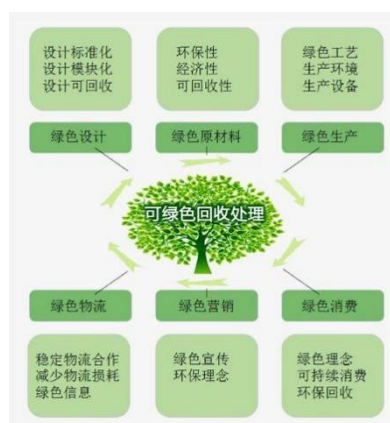 设计标准化
设计模块化
设计可回收
环保性
经济性
可回收性
绿色工艺
生产环境
生产设备
绿色设计
绿色原材料
绿色生产
可绿色回收处理
绿色物流
绿色营销
绿色消费
稳定物流合作
减少物流损耗
绿色信息
绿色宣传
环保理念
绿色理念
可持续消费
环保回收